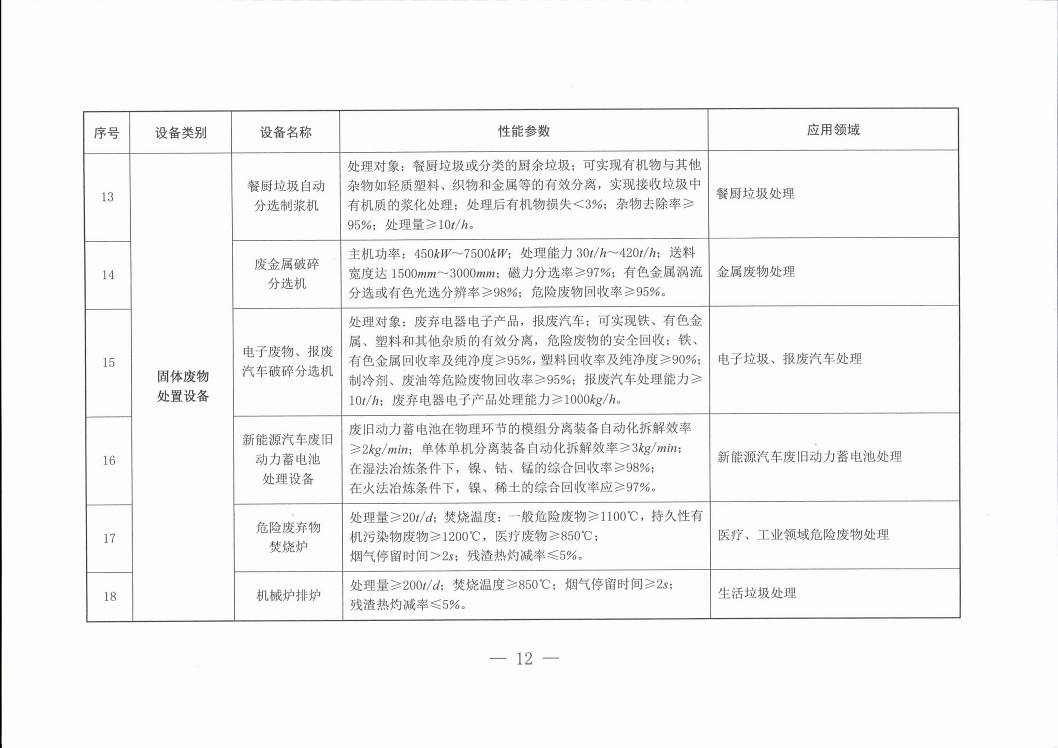 序号
设备类别
设备名称
性能参数
应用领域
固体废物
处置设备
13
餐厨垃圾自动
分选制浆机
处理对象：餐厨垃圾或分类的厨余垃圾；可实现有机物与其他
杂物如轻质塑料、织物和金属等的有效分离，实现接收垃圾中
有机质的浆化处理；处理后有机物损失＜3%；杂物去除率≥
95%；处理量≥10t/h。
餐厨垃圾处理
14
废金属破碎
分选机
主机功率：450kW～7500kW；处理能力 30t/h～420t/h；送料
宽度达 1500mm～3000mm；磁力分选率≥97%；有色金属涡流
分选或有色光选分辨率≥98%；危险废物回收率≥95%。
金属废物处理
15
电子废物、报废
汽车破碎分选机
处理对象：废弃电器电子产品，报废汽车；可实现铁、有色金
属、塑料和其他杂质的有效分离，危险废物的安全回收；铁、
有色金属回收率及纯净度≥95%，塑料回收率及纯净度≥90%；
制冷剂、废油等危险废物回收率≥95%；报废汽车处理能力≥
10t/h；废弃电器电子产品处理能力≥1000kg/h。
电子垃圾、报废汽车处理
16
新能源汽车废旧
动力蓄电池
处理设备
废旧动力蓄电池在物理环节的模组分离装备自动化拆解效率
≥2kg/min；单体单机分离装备自动化拆解效率≥3kg/min；
在湿法冶炼条件下，镍、钴、锰的综合回收率≥98%；
在火法冶炼条件下，镍、稀土的综合回收率应≥97%。
新能源汽车废旧动力蓄电池处理
17
危险废弃物
焚烧炉
处理量≥20t/d；焚烧温度：一般危险废物≥1100℃，持久性有
机污染物废物≥1200℃，医疗废物≥850℃；
烟气停留时间＞2s；残渣热灼减率≤5%。
医疗、工业领域危险废物处理
18
机械炉排炉
处理量≥200t/d；焚烧温度≥850℃；烟气停留时间≥2s；
残渣热灼减率≤5%。
生活垃圾处理
— 12 —